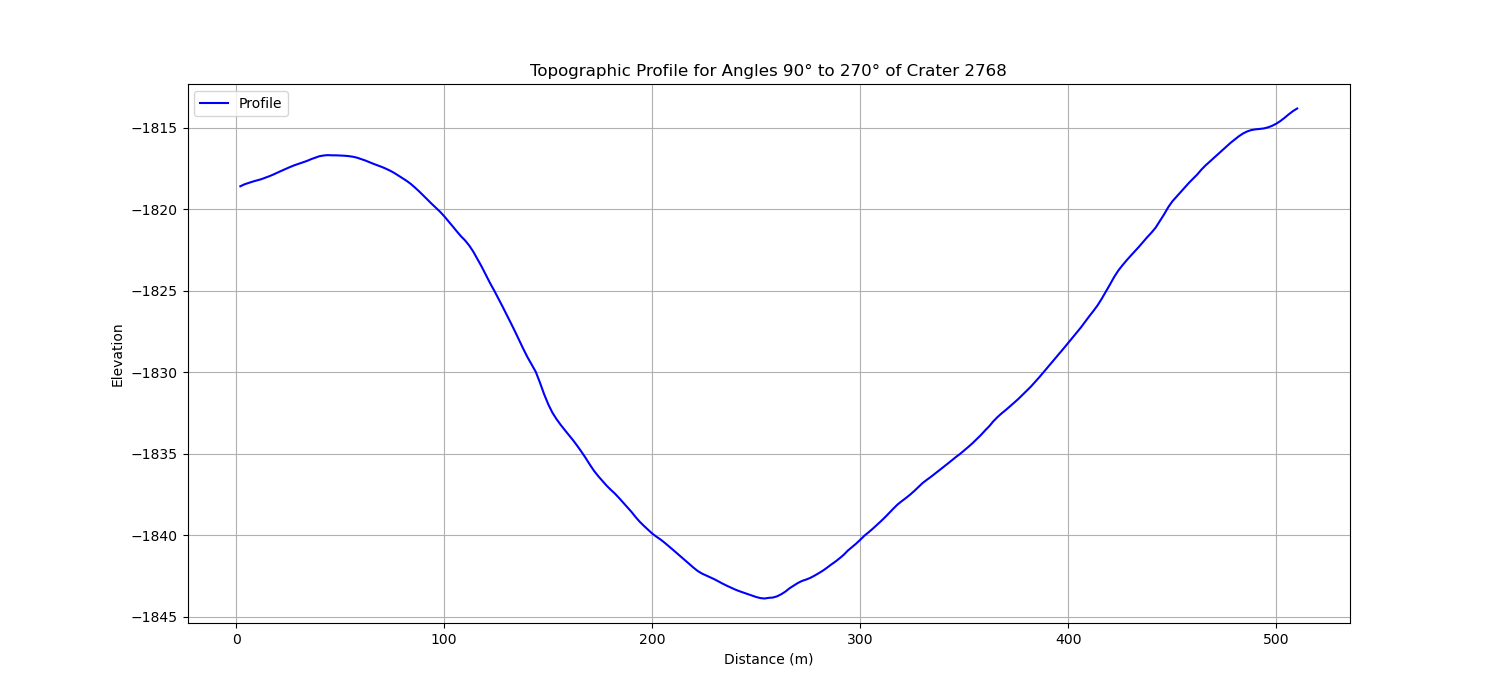 Topographic Profile for Angles 90° to 270° of Crater 2768
Profile
−1815
−1820
−1825
−1830
−1835
−1840
−1845
Elevation
0 100 200 300 400 500
Distance (m)